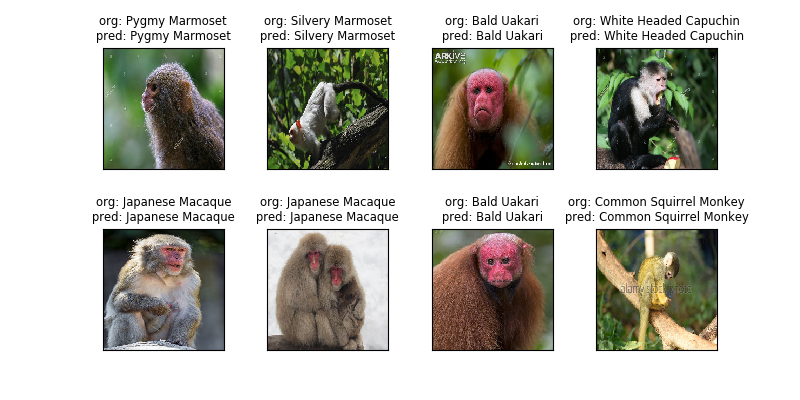 org: Pygmy Marmoset
pred: Pygmy Marmoset
org: Silvery Marmoset
pred: Silvery Marmoset
org: Bald Uakari
pred: Bald Uakari
org: White Headed Capuchin
pred: White Headed Capuchin
ARKIVE
org: Japanese Macaque
pred: Japanese Macaque
org: Japanese Macaque
pred: Japanese Macaque
org: Bald Uakari
pred: Bald Uakari
org: Common Squirrel Monkey
pred: Common Squirrel Monkey